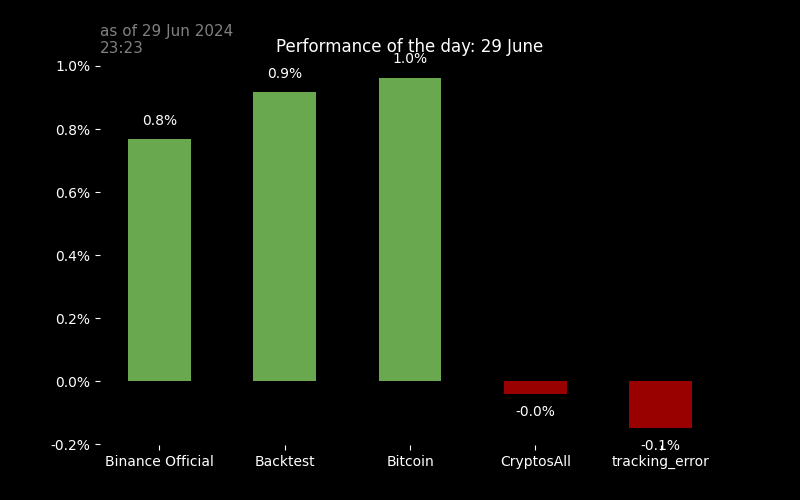 as of 29 Jun 2024
23:23
Performance of the day: 29 June
1.0%
0.8%
0.6%
0.4%
0.2%
0.0%
-0.2%
0.8%
0.9%
1.0%
-0.0%
-0.1%
Binance Official
Backtest
Bitcoin
CryptosAll
tracking_error